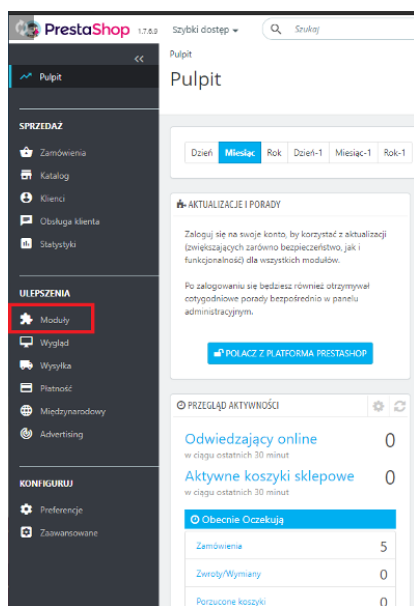 PrestaShop 1.7.6.9 Szybki dostęp Szukaj
<<
Pulpit
Pulpit
Pulpit
SPRZEDAŻ
Zamówienia
Katalog
Klienci
Obsługa klienta
Statystyki
ULEPSZENIA
Moduły
Wygląd
Wysyłka
Płatność
Międzynarodowy
Advertising
KONFIGURUJ
Preferencje
Zaawansowane
Dzień Miesiąc Rok Dzień-1 Miesiąc-1 Rok-1
AKTUALIZACJE I PORADY
Zaloguj się na swoje konto, by korzystać z aktualizacji
(zwiększających zarówno bezpieczeństwo, jak i
funkcjonalność) dla wszystkich modułów.
Po zalogowaniu się będziesz również otrzymywał
cotygodniowe porady bezpośrednio w panelu
administracyjnym.
POLACZ Z PLATFORMA PRESTASHOP
PRZEGLĄD AKTYWNOŚCI
Odwiedzający online 0
w ciągu ostatnich 30 minut
Aktywne koszyki sklepowe 0
w ciągu ostatnich 30 minut
Obecnie Oczekują
Zamówienia 5
Zwroty/Wymiany 0
Porzucone koszyki 0